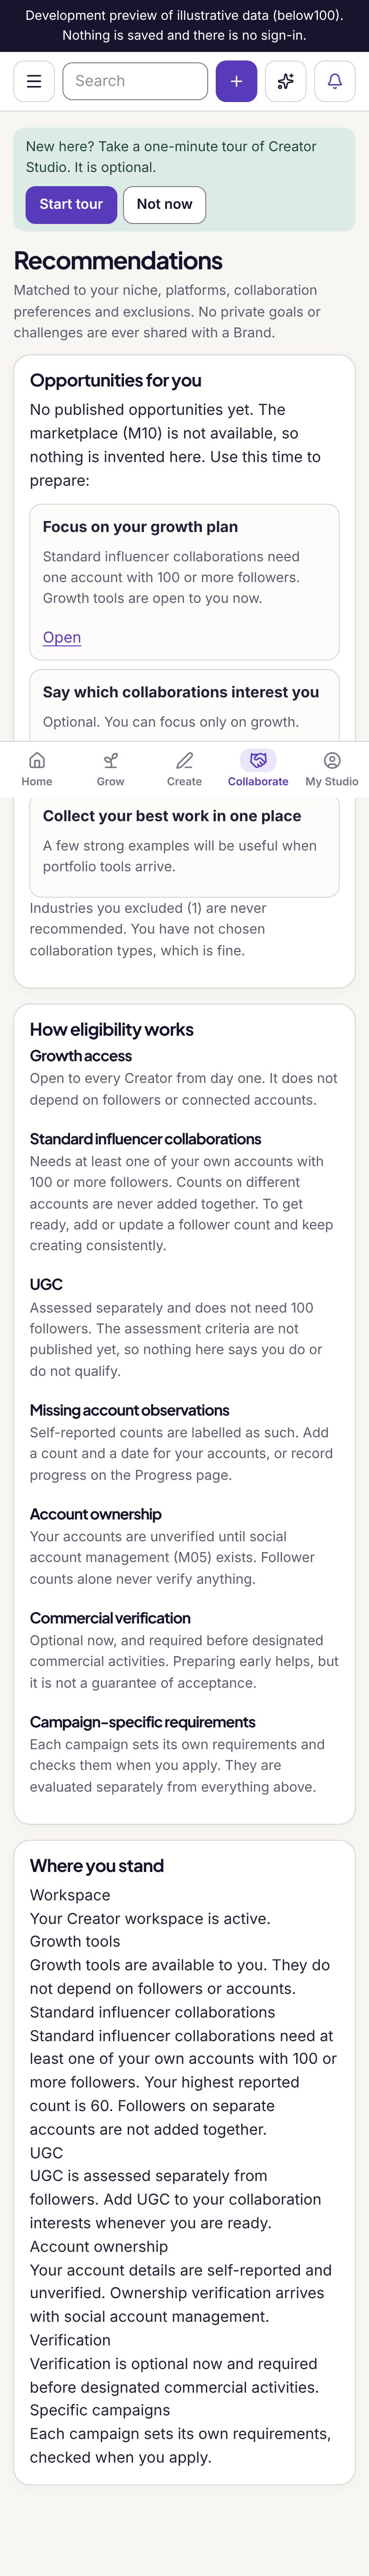 Development preview of illustrative data (below100).
Nothing is saved and there is no sign-in.
Search
New here? Take a one-minute tour of Creator
Studio. It is optional.
Start tour
Not now
Recommendations
Matched to your niche, platforms, collaboration
preferences and exclusions. No private goals or
challenges are ever shared with a Brand.
Opportunities for you
No published opportunities yet. The
marketplace (M10) is not available, so
nothing is invented here. Use this time to
prepare:
Focus on your growth plan
Standard influencer collaborations need
one account with 100 or more followers.
Growth tools are open to you now.
Open
Say which collaborations interest you
Optional. You can focus only on growth.
Home
Grow
Create
Collaborate
My Studio
Collect your best work in one place
A few strong examples will be useful when
portfolio tools arrive.
Industries you excluded (1) are never
recommended. You have not chosen
collaboration types, which is fine.
How eligibility works
Growth access
Open to every Creator from day one. It does not
depend on followers or connected accounts.
Standard influencer collaborations
Needs at least one of your own accounts with
100 or more followers. Counts on different
accounts are never added together. To get
ready, add or update a follower count and keep
creating consistently.
UGC
Assessed separately and does not need 100
followers. The assessment criteria are not
published yet, so nothing here says you do or
do not qualify.
Missing account observations
Self-reported counts are labelled as such. Add
a count and a date for your accounts, or record
progress on the Progress page.
Account ownership
Your accounts are unverified until social
account management (M05) exists. Follower
counts alone never verify anything.
Commercial verification
Optional now, and required before designated
commercial activities. Preparing early helps, but
it is not a guarantee of acceptance.
Campaign-specific requirements
Each campaign sets its own requirements and
checks them when you apply. They are
evaluated separately from everything above.
Where you stand
Workspace
Your Creator workspace is active.
Growth tools
Growth tools are available to you. They do
not depend on followers or accounts.
Standard influencer collaborations
Standard influencer collaborations need at
least one of your own accounts with 100 or
more followers. Your highest reported
count is 60. Followers on separate
accounts are not added together.
UGC
UGC is assessed separately from
followers. Add UGC to your collaboration
interests whenever you are ready.
Account ownership
Your account details are self-reported and
unverified. Ownership verification arrives
with social account management.
Verification
Verification is optional now and required
before designated commercial activities.
Specific campaigns
Each campaign sets its own requirements,
checked when you apply.